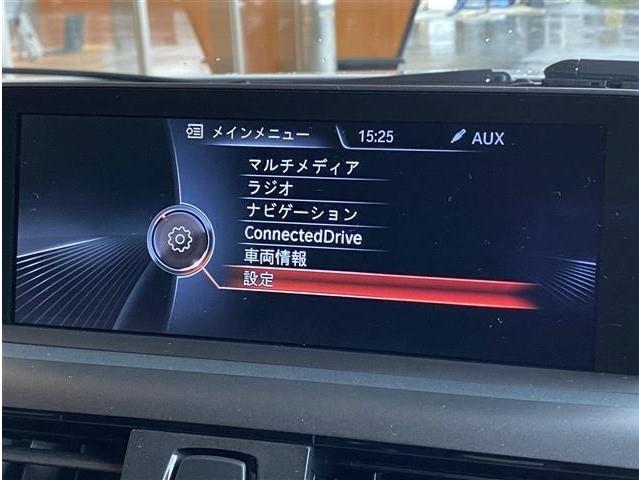 メインメニュー 15:25 AUX
マルチメディア
ラジオ
ナビゲーション
ConnectedDrive
車両情報
設定